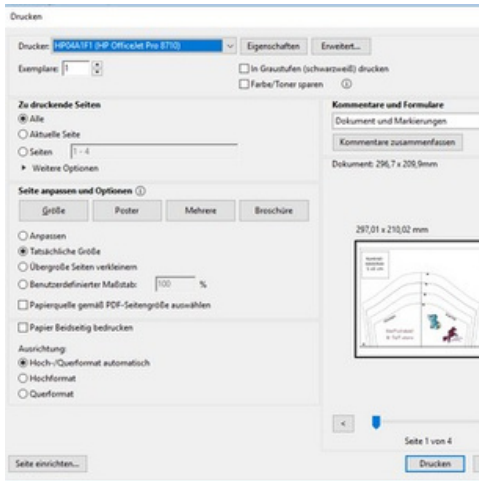 Drucken
Drucker: HP04A1F1 (HP OfficeJet Pro 8710) Eigenschaften Erweitert...
Exemplare: 1 In Graustufen (schwarzweiß) drucken
Farbe/Toner sparen
Zu druckende Seiten
Alle
Aktuelle Seite
Seiten 1 - 4
Weitere Optionen
Seite anpassen und Optionen
Größe Poster Mehrere Broschüre
Anpassen
Tatsächliche Größe
Übergroße Seiten verkleinern
Benutzerdefinierter Maßstab: 100 %
Papierquelle gemäß PDF-Seitengröße auswählen
Papier Beidseitig bedrucken
Ausrichtung:
Hoch-/Querformat automatisch
Hochformat
Querformat
Kommentare und Formulare
Dokument und Markierungen
Kommentare zusammenfassen
Dokument: 296,7 x 209,9mm
297,01 x 210,02 mm
<
Seite 1 von 4
Seite einrichten... Drucken